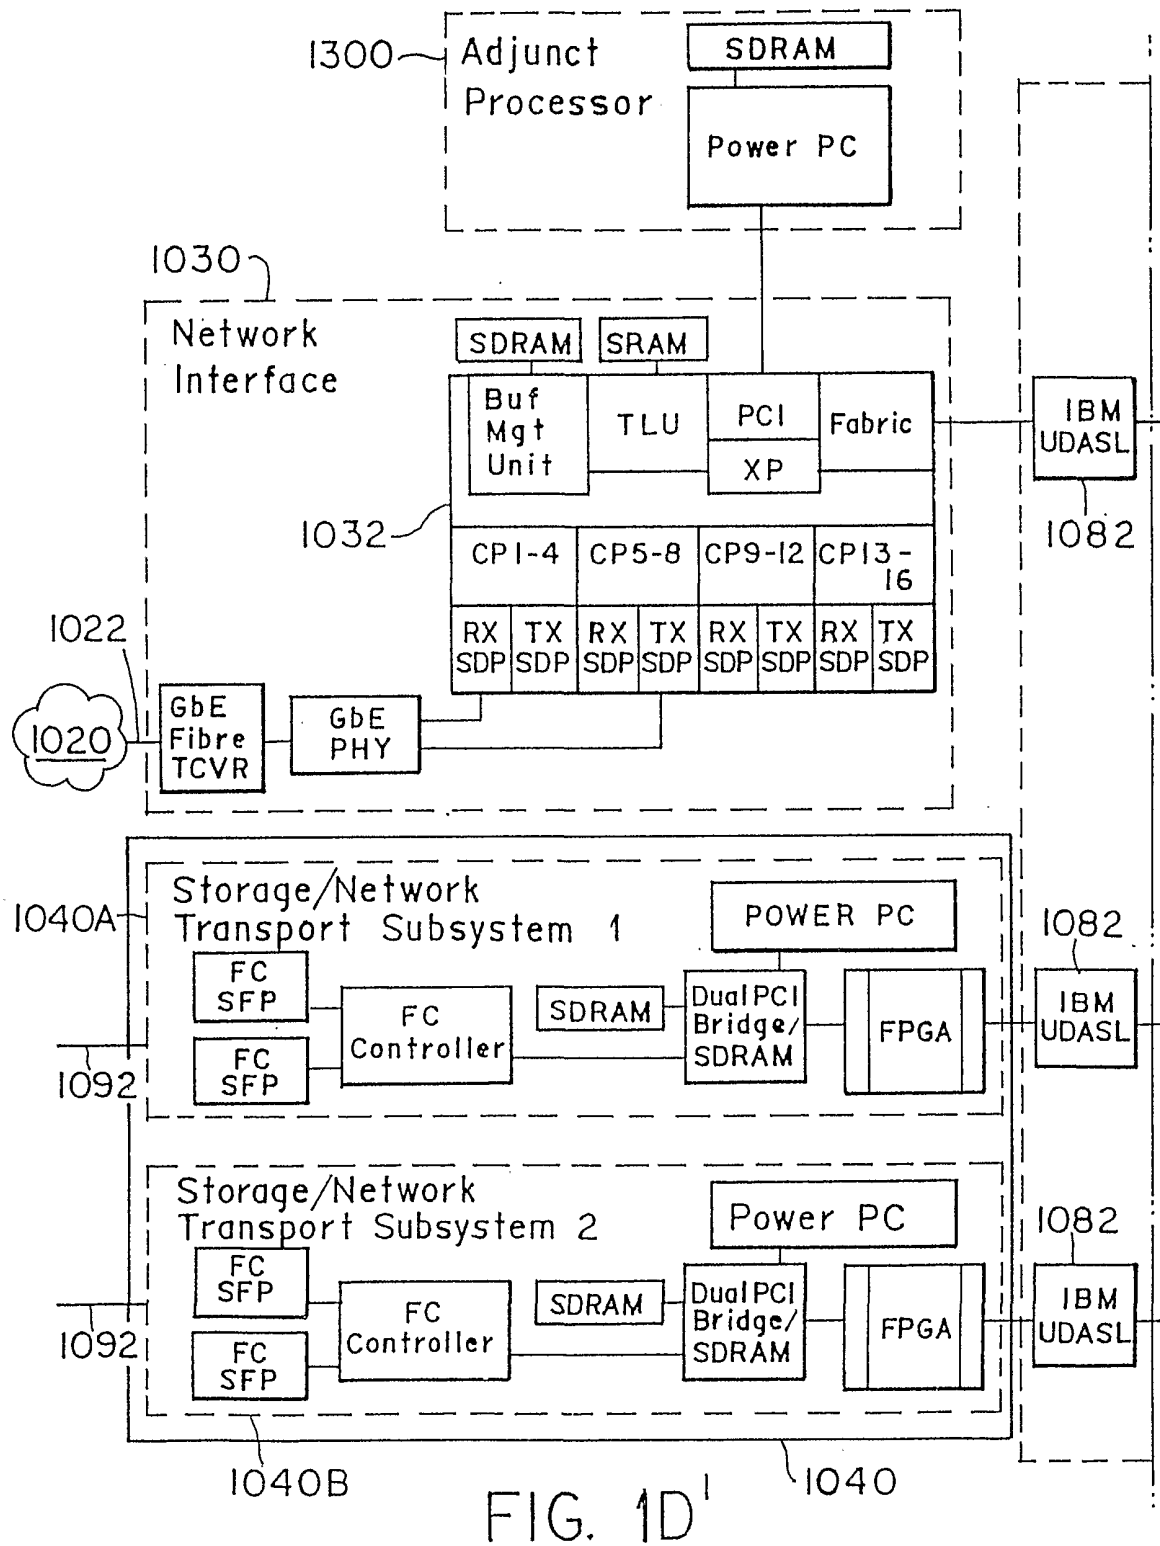 1300
Adjunct
Processor
SDRAM
Power PC
1030
Network
Interface
SDRAM
SRAM
Buf
Mgt
Unit
TLU
PCI
XP
Fabric
IBM
UDASL
1082
1032
CP1-4
CP5-8
CP9-12
CP13-
16
RX
SDP
TX
SDP
RX
SDP
TX
SDP
RX
SDP
TX
SDP
RX
SDP
TX
SDP
1022
1020
GbE
Fibre
TCVR
GbE
PHY
1040A
Storage/Network
Transport Subsystem 1
POWER PC
1082
FC
SFP
FC
SFP
FC
Controller
SDRAM
Dual PCI
Bridge/
SDRAM
FPGA
IBM
UDASL
1092
Storage/Network
Transport Subsystem 2
Power PC
1082
FC
SFP
FC
SFP
FC
Controller
SDRAM
Dual PCI
Bridge/
SDRAM
FPGA
IBM
UDASL
1092
1040B
1040
FIG. 1D'